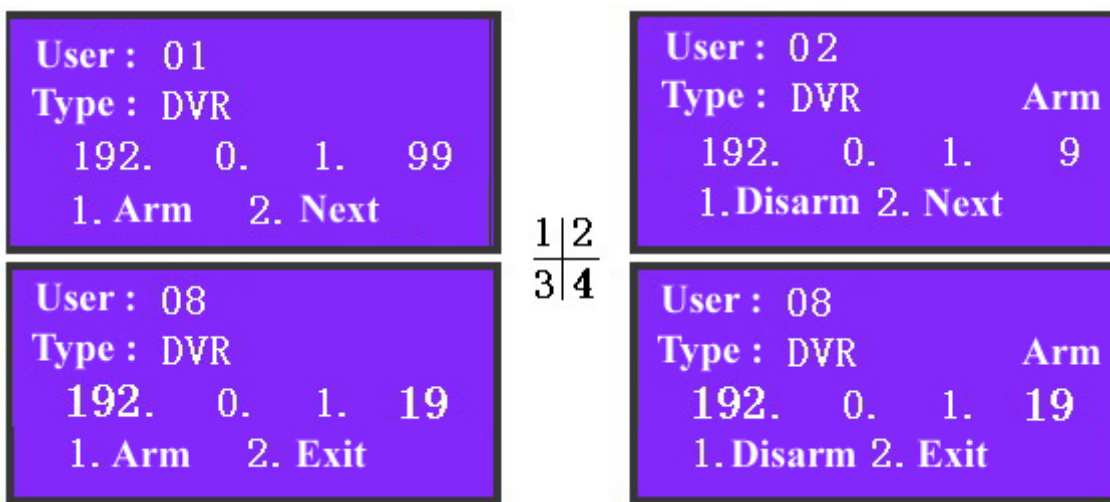 User : 01
Type : DVR
192. 0. 1. 99
1. Arm 2. Next
User : 02
Type : DVR Arm
192. 0. 1. 9
1. Disarm 2. Next
1 2
3 4
User : 08
Type : DVR
192. 0. 1. 19
1. Arm 2. Exit
User : 08
Type : DVR Arm
192. 0. 1. 19
1. Disarm 2. Exit